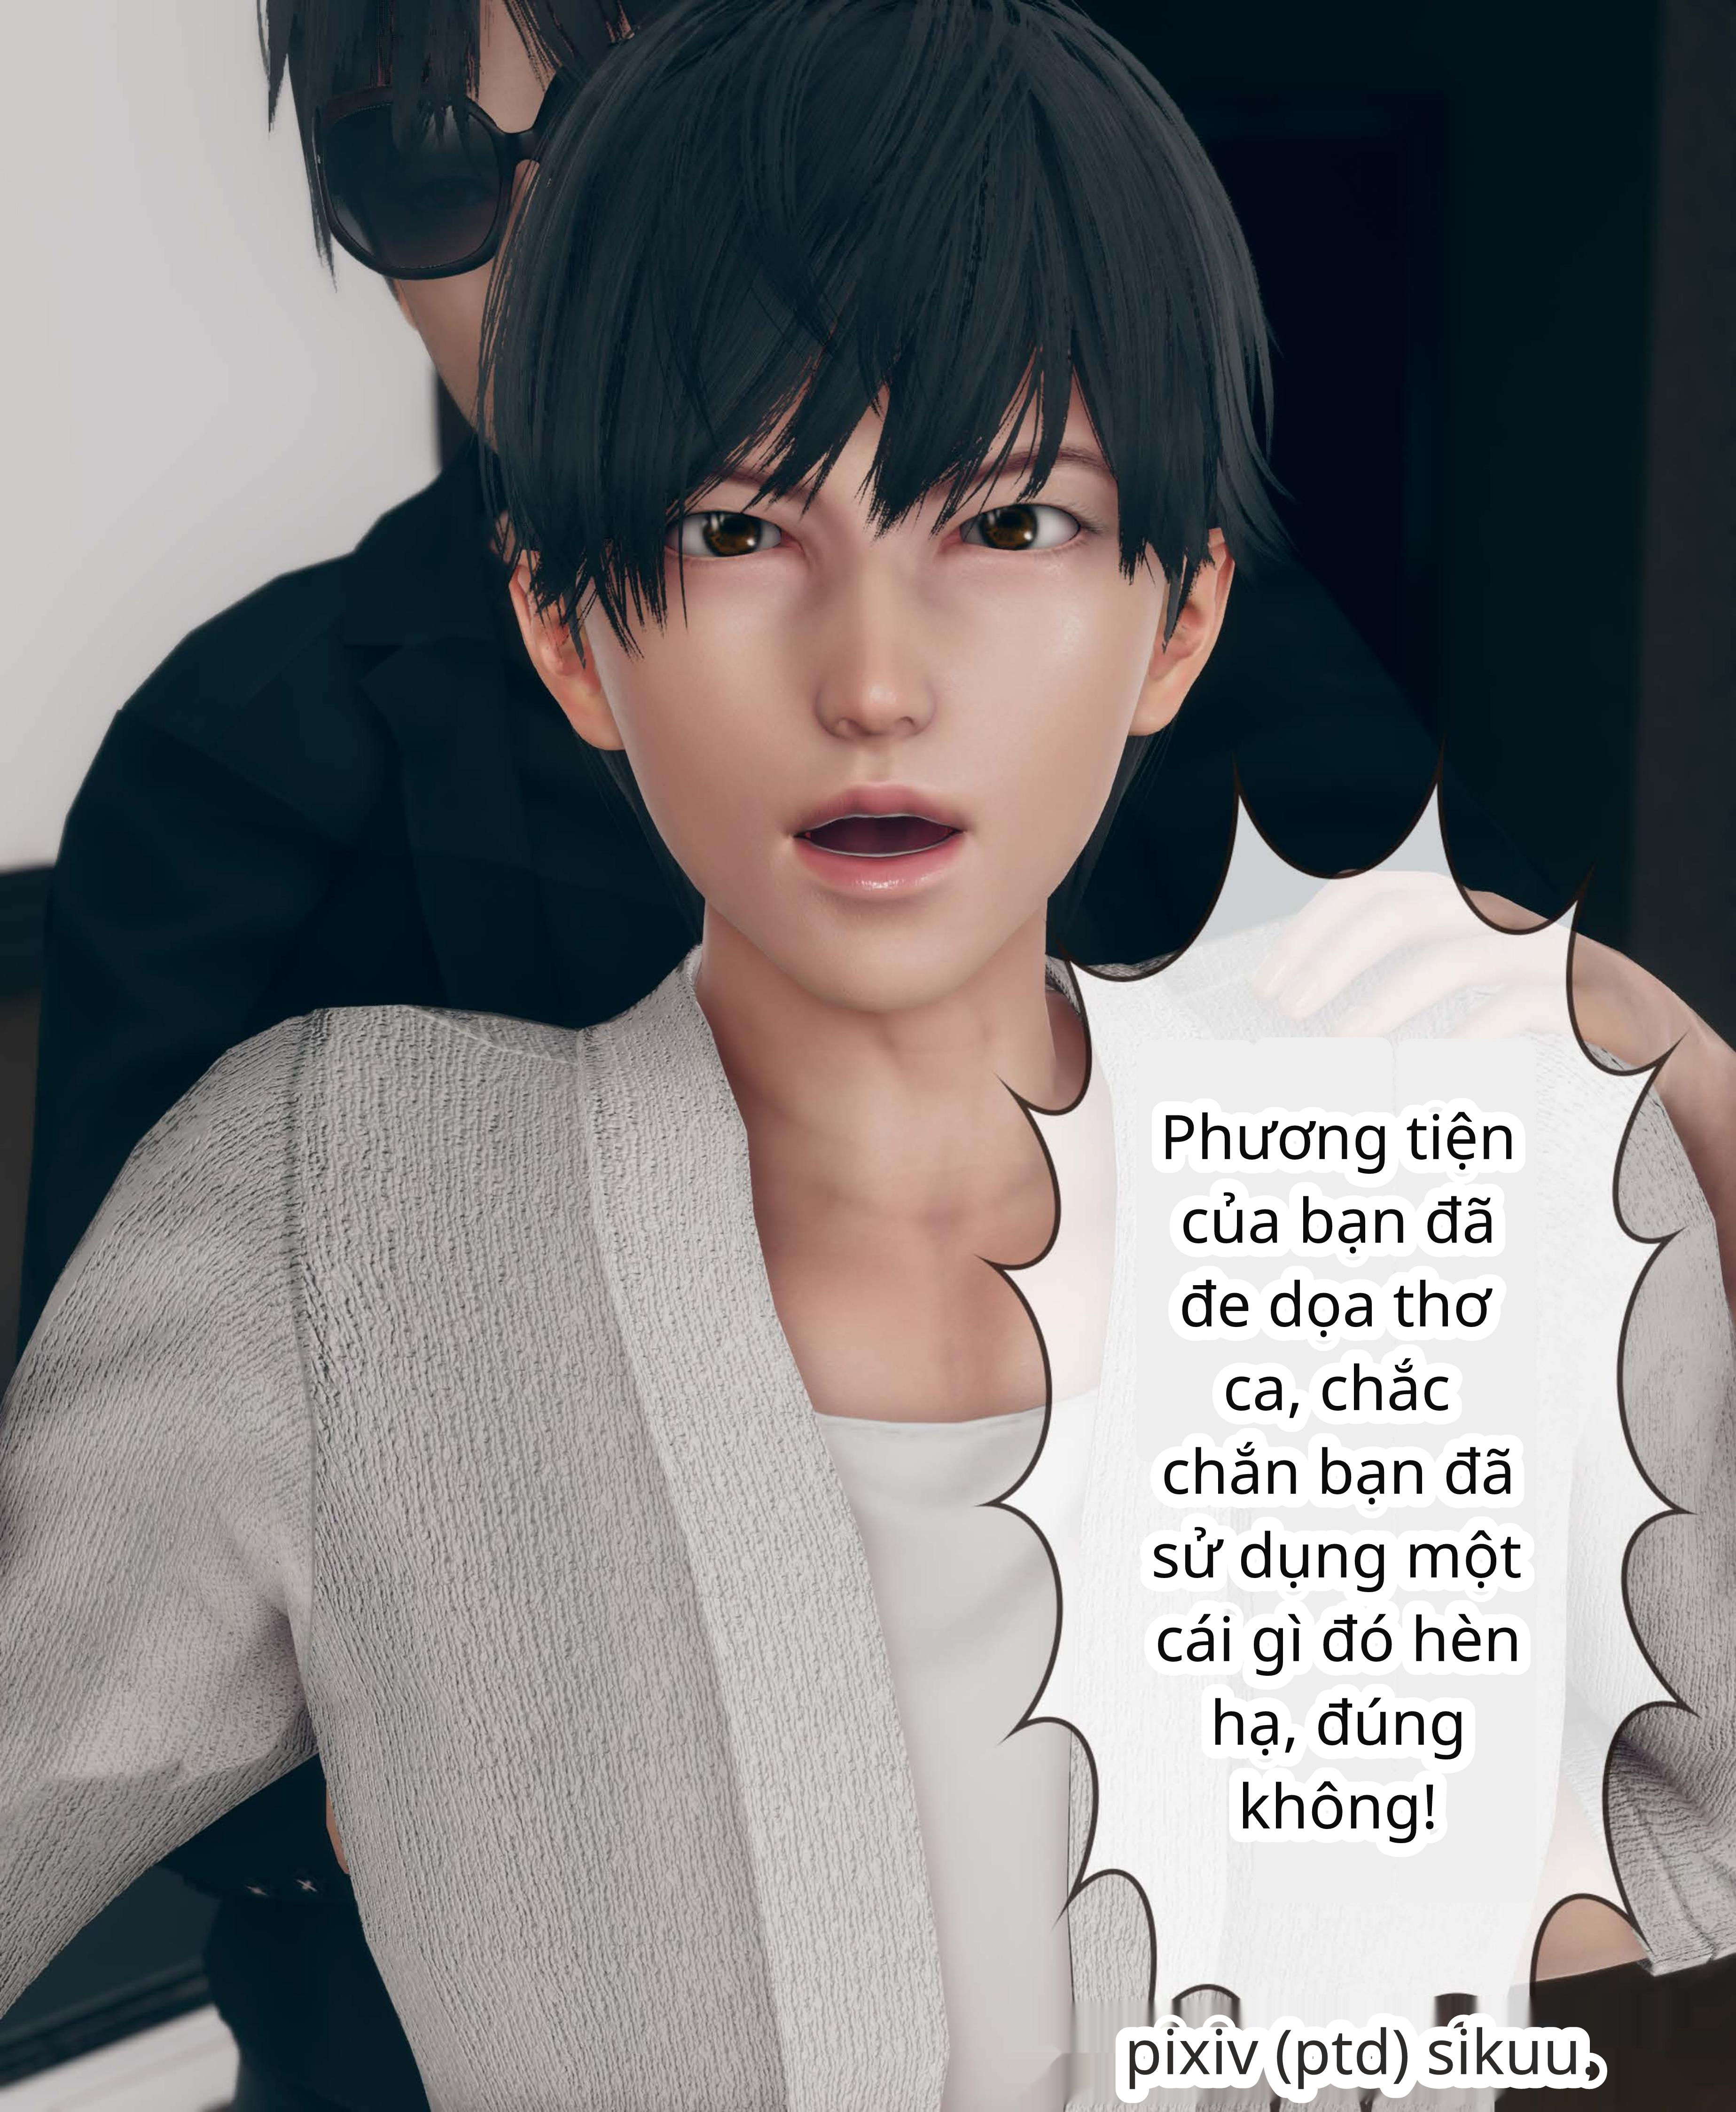 Phương tiện
của bạn đã
đe dọa thơ
ca, chắc
chắn bạn đã
sử dụng một
cái gì đó hèn
hạ, đúng
không!
pixiv (ptd) sikuu,